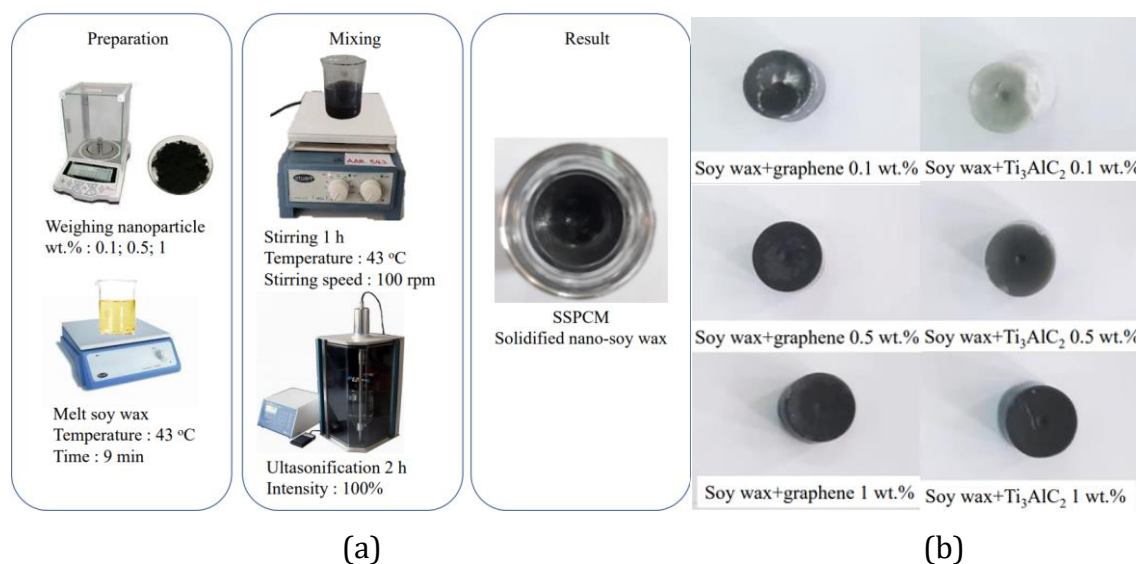 Preparation
Weighing nanoparticle
wt.% : 0.1; 0.5; 1
Melt soy wax
Temperature : 43 °C
Time : 9 min
Mixing
Stirring 1 h
Temperature : 43 °C
Stirring speed : 100 rpm
Ultasonification 2 h
Intensity : 100%
Result
SSPCM
Solidified nano-soy wax
(a)
Soy wax+graphene 0.1 wt.%
Soy wax+Ti₃AlC₂ 0.1 wt.%
Soy wax+graphene 0.5 wt.%
Soy wax+Ti₃AlC₂ 0.5 wt.%
Soy wax+graphene 1 wt.%
Soy wax+Ti₃AlC₂ 1 wt.%
(b)